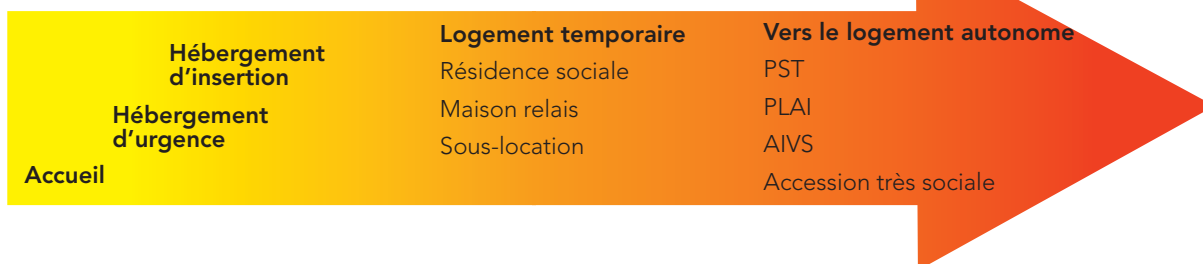 Accueil
Hébergement
d’urgence
Hébergement
d’insertion
Logement temporaire
Résidence sociale
Maison relais
Sous-location
Vers le logement autonome
PST
PLAI
AIVS
Accession très sociale